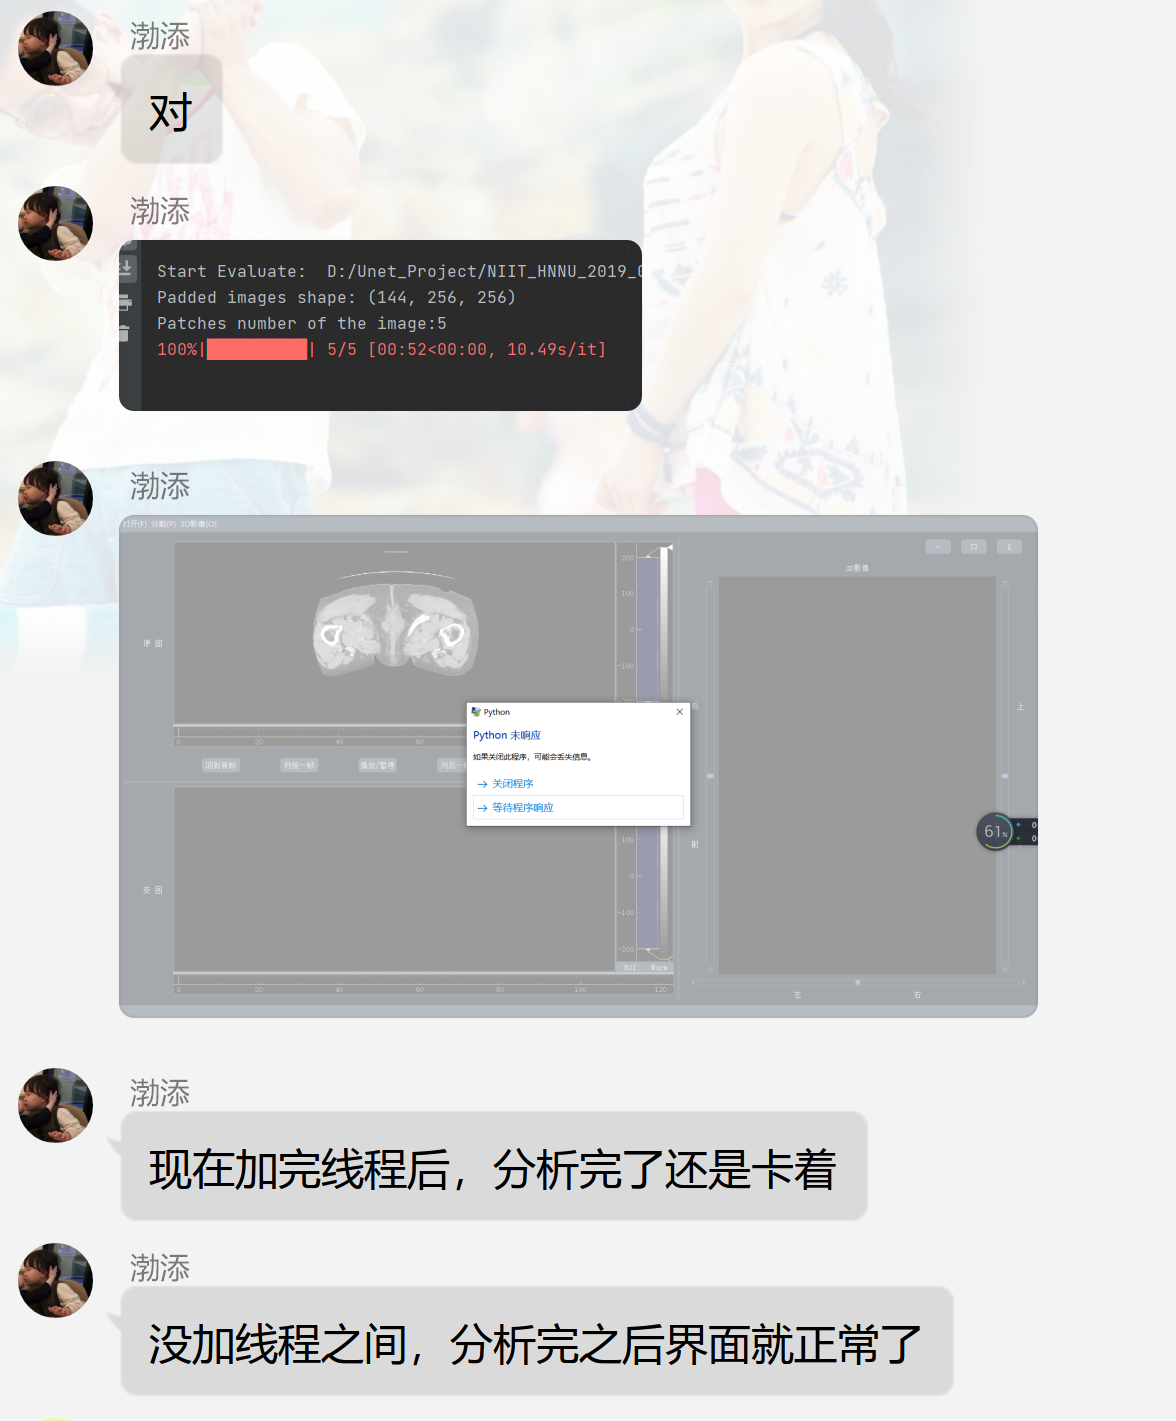 渤添
对
渤添
Start Evaluate:  D:/Unet_Project/NIIT_HNNU_2019_
Padded images shape: (144, 256, 256)
Patches number of the image:5
100%| | 5/5 [00:52<00:00, 10.49s/it]
渤添
打开(F) 分割(P) 3D影像(O)
3D影像
原 图
200
100
0
-100
0 20 40 60
回到首帧 向前一帧 播放/暂停 向后一
Python
Python 未响应
如果关闭此程序，可能会丢失信息。
→ 关闭程序
→ 等待程序响应
后
上
前
61%
变 图
100
0
-100
-200
ROI Norm
0 20 40 60 80 100 120
左 右
渤添
现在加完线程后，分析完了还是卡着
渤添
没加线程之间，分析完之后界面就正常了